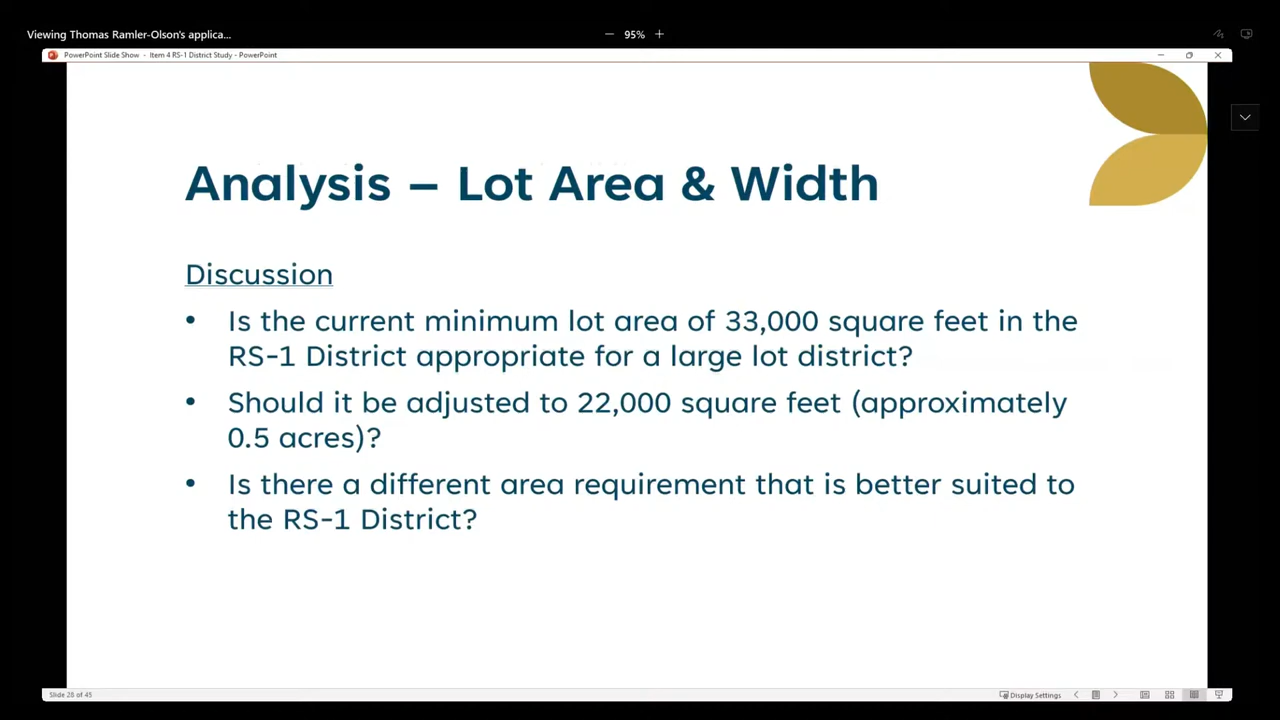 Viewing Thomas Ramler-Olson's applica...
95%
PowerPoint Slide Show - Item 4 RS-1 District Study - PowerPoint
Analysis – Lot Area & Width
Discussion
• Is the current minimum lot area of 33,000 square feet in the
RS-1 District appropriate for a large lot district?
• Should it be adjusted to 22,000 square feet (approximately
0.5 acres)?
• Is there a different area requirement that is better suited to
the RS-1 District?
Slide 28 of 45
Display Settings